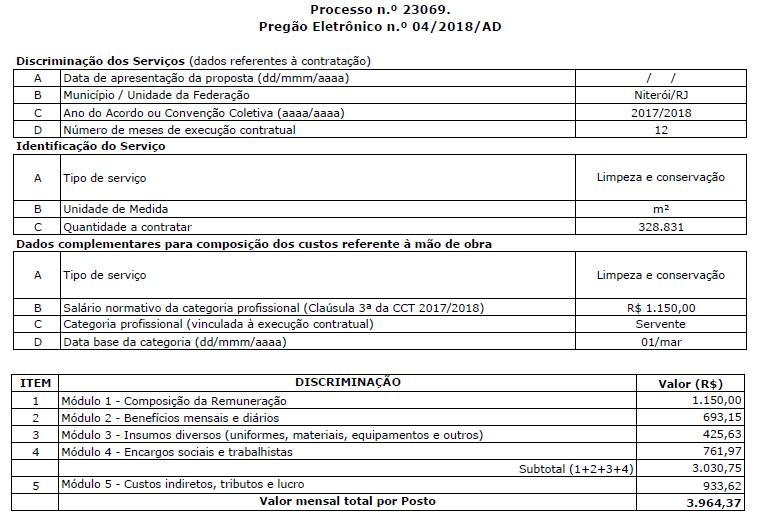 Processo n.º 23069.
Pregão Eletrônico n.º 04/2018/AD
Discriminação dos Serviços (dados referentes à contratação)
A Data de apresentação da proposta (dd/mmm/aaaa) / /
B Município / Unidade da Federação Niterói/RJ
C Ano do Acordo ou Convenção Coletiva (aaaa/aaaa) 2017/2018
D Número de meses de execução contratual 12
Identificação do Serviço
A Tipo de serviço Limpeza e conservação
B Unidade de Medida m²
C Quantidade a contratar 328.831
Dados complementares para composição dos custos referente à mão de obra
A Tipo de serviço Limpeza e conservação
B Salário normativo da categoria profissional (Claúsula 3ª da CCT 2017/2018) R$ 1.150,00
C Categoria profissional (vinculada à execução contratual) Servente
D Data base da categoria (dd/mmm/aaaa) 01/mar
ITEM DISCRIMINAÇÃO Valor (R$)
1 Módulo 1 - Composição da Remuneração 1.150,00
2 Módulo 2 - Benefícios mensais e diários 693,15
3 Módulo 3 - Insumos diversos (uniformes, materiais, equipamentos e outros) 425,63
4 Módulo 4 - Encargos sociais e trabalhistas 761,97
Subtotal (1+2+3+4) 3.030,75
5 Módulo 5 - Custos indiretos, tributos e lucro 933,62
Valor mensal total por Posto 3.964,37